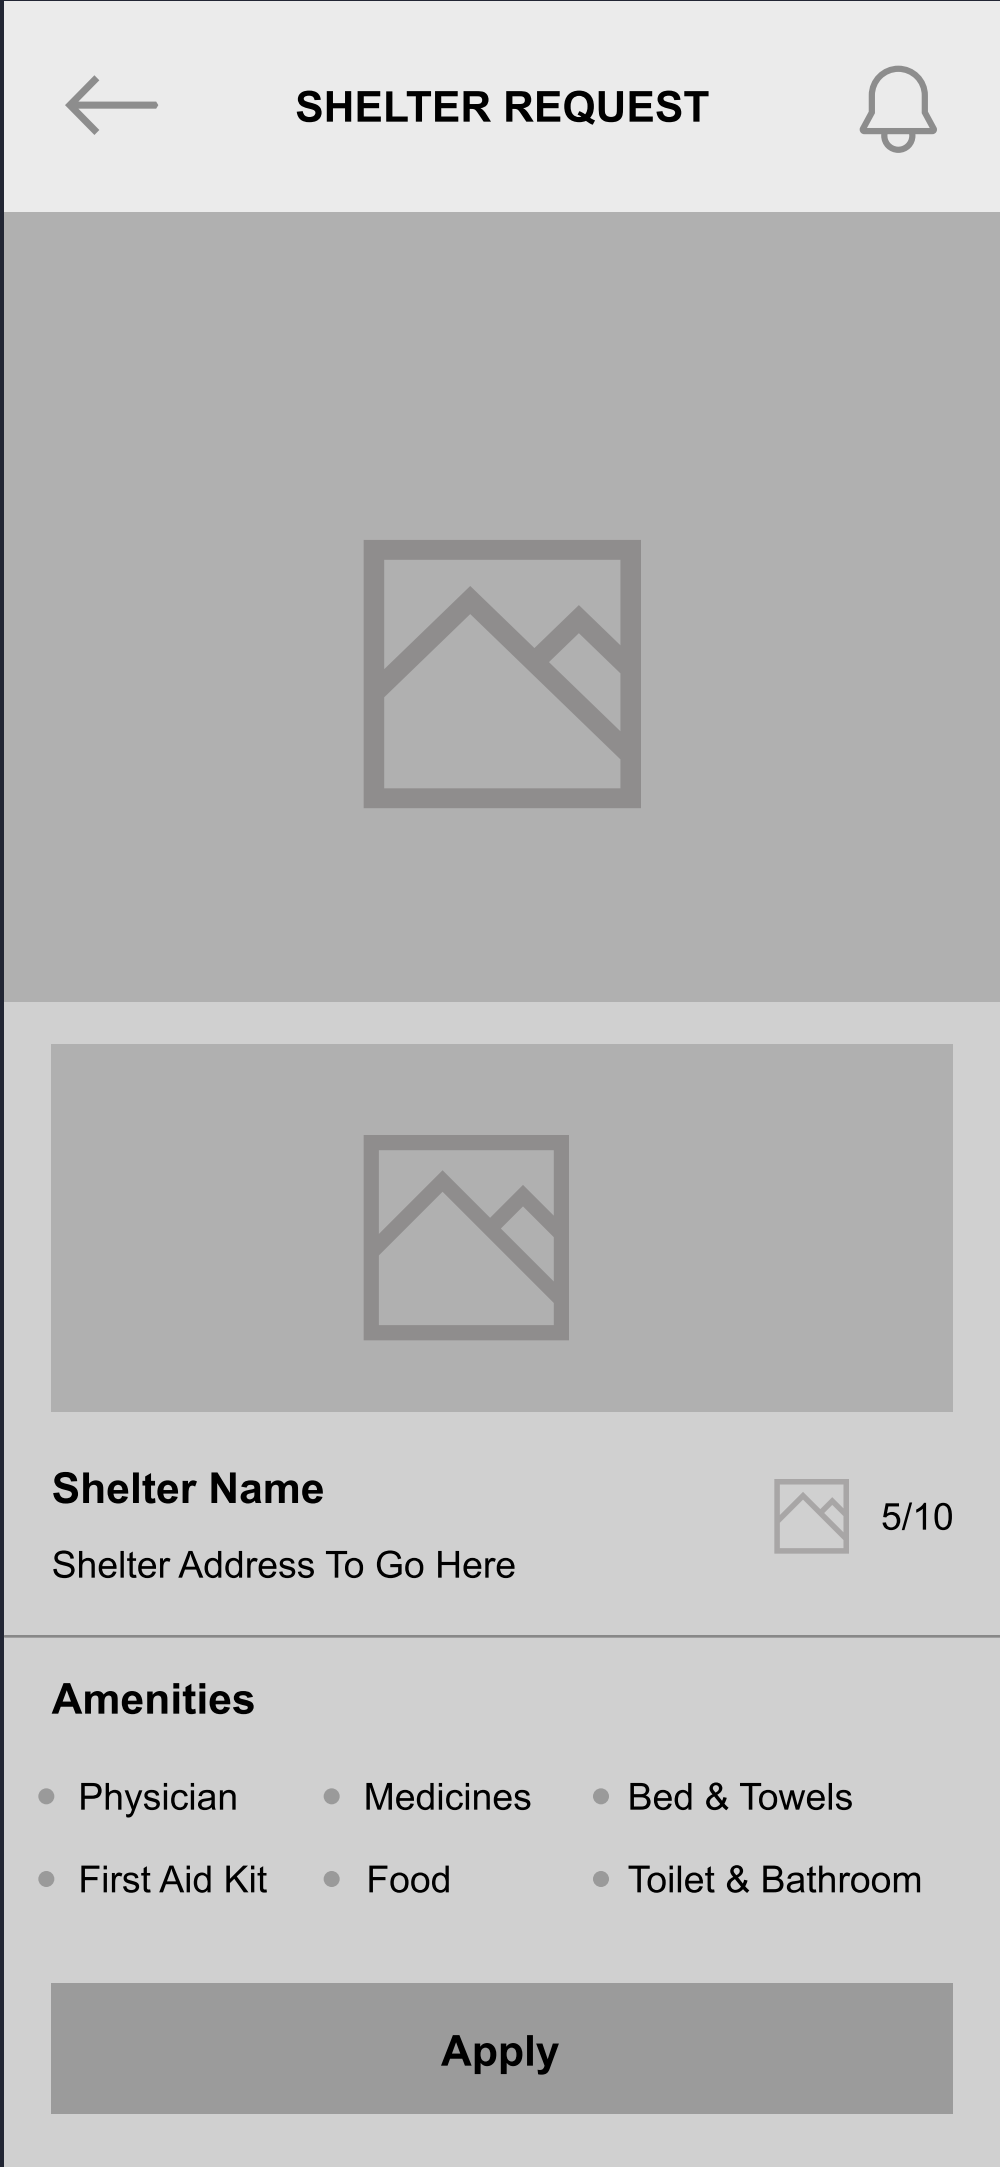 SHELTER REQUEST
Shelter Name
5/10
Shelter Address To Go Here
Amenities
Physician
Medicines
Bed & Towels
First Aid Kit
Food
Toilet & Bathroom
Apply